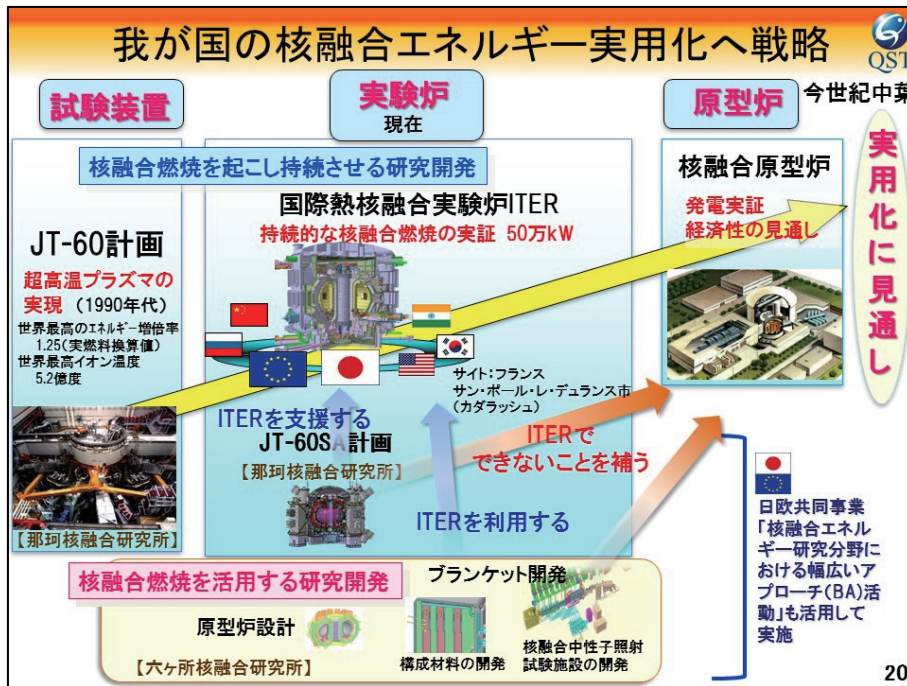 我が国の核融合エネルギー実用化へ戦略
QST
試験装置
実験炉
現在
原型炉
今世紀中葉
核融合燃焼を起こし持続させる研究開発
JT-60計画
超高温プラズマの
実現（1990年代）
世界最高のエネルギー増倍率
1.25(実燃料換算値)
世界最高イオン温度
5.2億度
【那珂核融合研究所】
国際熱核融合実験炉ITER
持続的な核融合燃焼の実証 50万kW
サイト：フランス
サン・ポール・レ・デュランス市
(カダラッシュ)
ITERを支援する
JT-60SA計画
【那珂核融合研究所】
ITERで
できないことを補う
ITERを利用する
核融合原型炉
発電実証
経済性の見通し
実用化に見通し
核融合燃焼を活用する研究開発
ブランケット開発
原型炉設計
【六ヶ所核融合研究所】
構成材料の開発
核融合中性子照射
試験施設の開発
日欧共同事業
「核融合エネル
ギー研究分野に
おける幅広いア
プローチ(BA)活
動」も活用して
実施
20